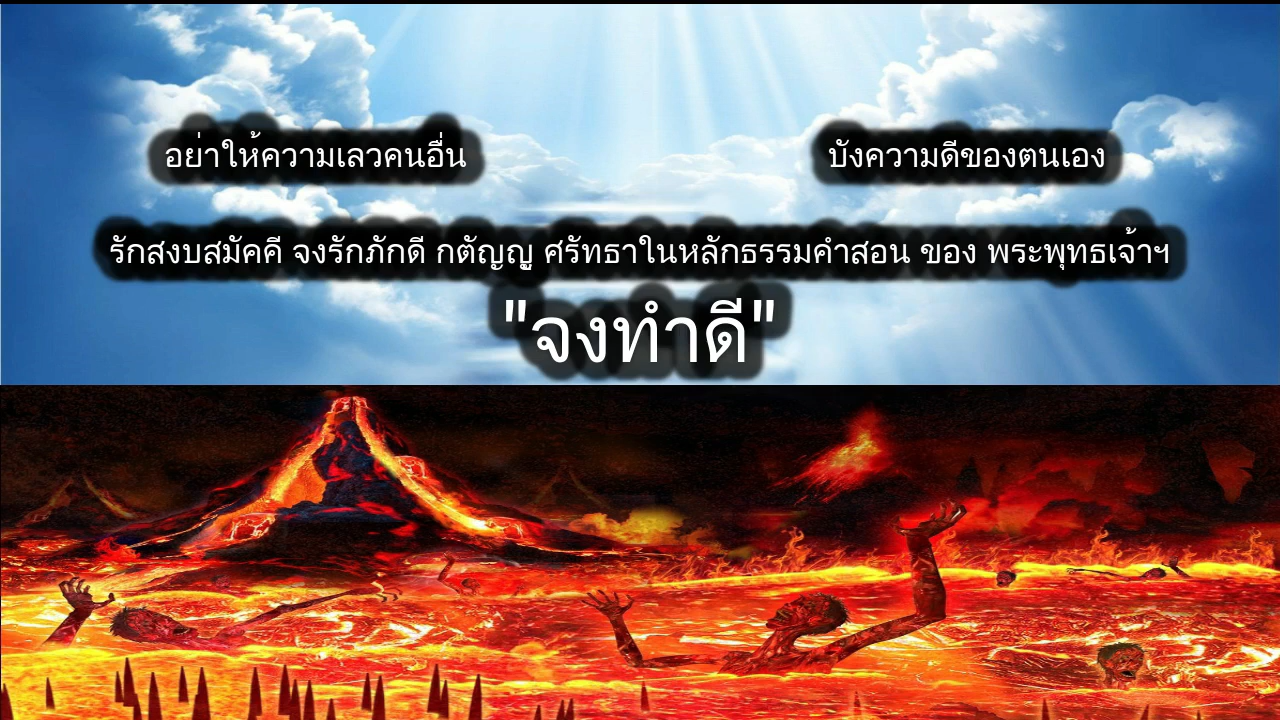 อย่าให้ความเลวคนอื่น บังความดีของตนเอง
รักสงบสมัคคี จงรักภักดี กตัญญู ศรัทธาในหลักธรรมคำสอน ของ พระพุทธเจ้าฯ
"จงทำดี"